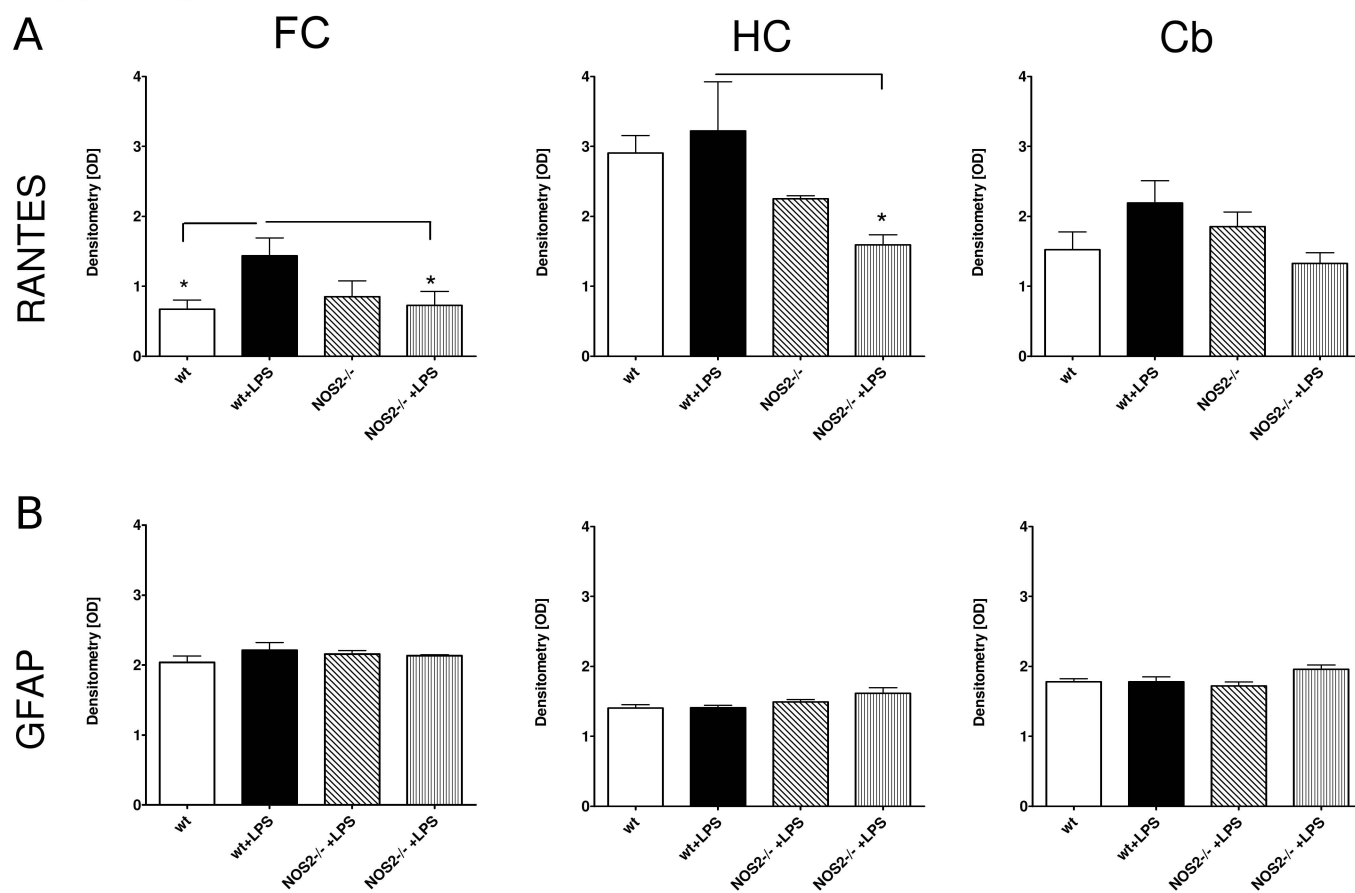 A
FC
HC
Cb
RANTES
Densitometry [OD]
4
3
2
1
0
*
*
wt
wt+LPS
NOS2-/-
NOS2-/- +LPS
Densitometry [OD]
4
3
2
1
0
*
wt
wt+LPS
NOS2-/-
NOS2-/- +LPS
Densitometry [OD]
4
3
2
1
0
wt
wt+LPS
NOS2-/-
NOS2-/- +LPS
B
GFAP
Densitometry [OD]
4
3
2
1
0
wt
wt+LPS
NOS2-/- +LPS
NOS2-/- +LPS
Densitometry [OD]
4
3
2
1
0
wt
wt+LPS
NOS2-/- +LPS
NOS2-/- +LPS
Densitometry [OD]
4
3
2
1
0
wt
wt+LPS
NOS2-/- +LPS
NOS2-/- +LPS